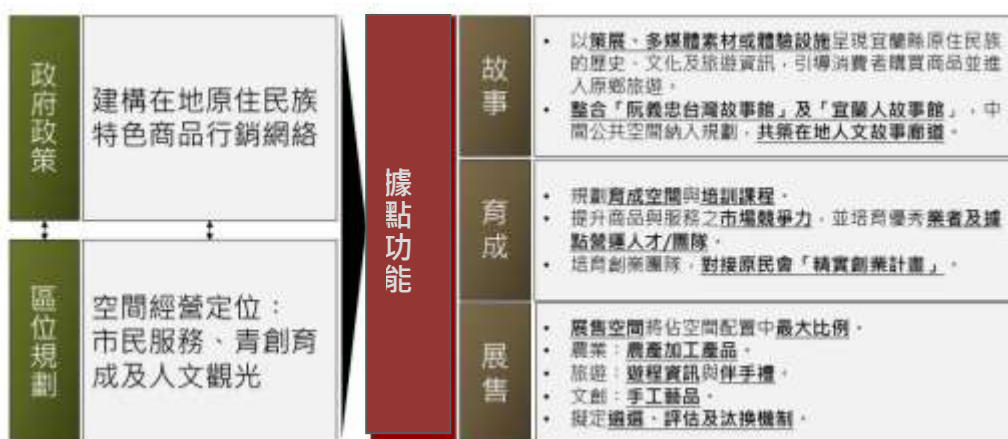 政府政策
建構在地原住民族
特色商品行銷網絡
區位規劃
空間經營定位：
市民服務、青創育
成及人文觀光
據點功能
故事
• 以策展、多媒體素材或體驗設施呈現宜蘭縣原住民族
的歷史、文化及旅遊資訊，引導消費者購買商品並進
入原鄉旅遊。
• 整合「阮義忠台灣故事館」及「宜蘭人故事館」，中
間公共空間納入規劃，共築在地人文故事廊道。
育成
• 規劃育成空間與培訓課程。
• 提升商品與服務之市場競爭力，並培育優秀業者及據
點營運人才/團隊。
• 培育創業團隊，對接原民會「精實創業計畫」。
展售
• 展售空間將佔空間配置中最大比例。
• 農業：農產加工產品。
• 旅遊：遊程資訊與伴手禮。
• 文創：手工藝品。
• 擬定遴選、評估及汰換機制。